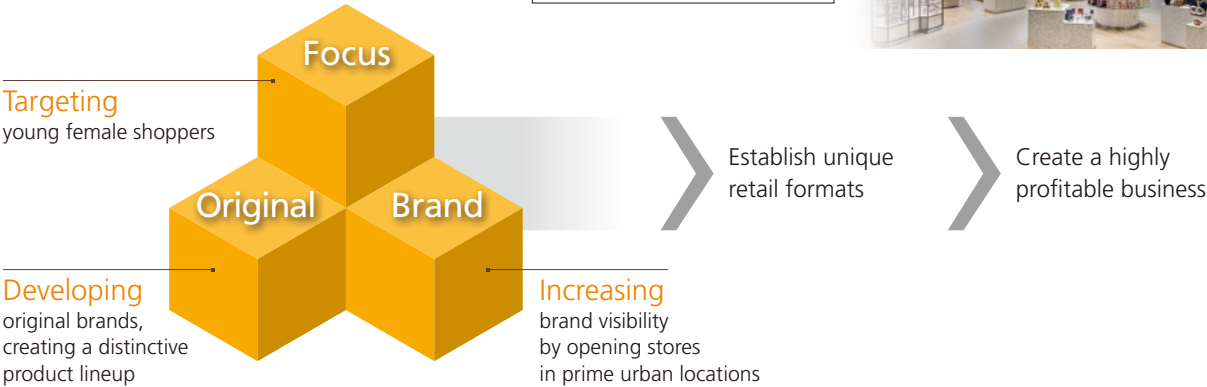 Focus
Targeting
young female shoppers
Original
Brand
Developing
original brands,
creating a distinctive
product lineup
Increasing
brand visibility
by opening stores
in prime urban locations
Establish unique
retail formats
Create a highly
profitable business